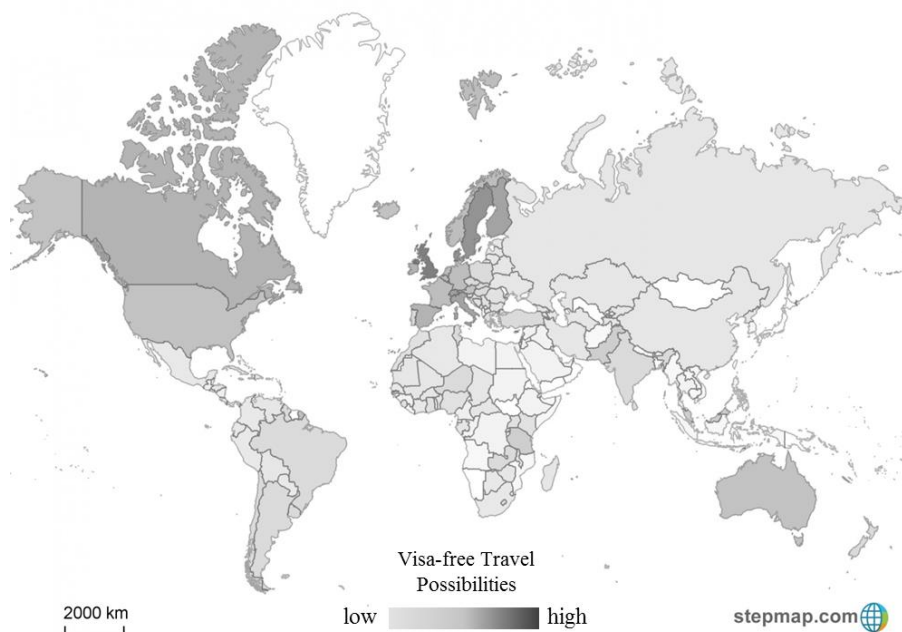 Visa-free Travel
Possibilities
low high
2000 km
stepmap.com